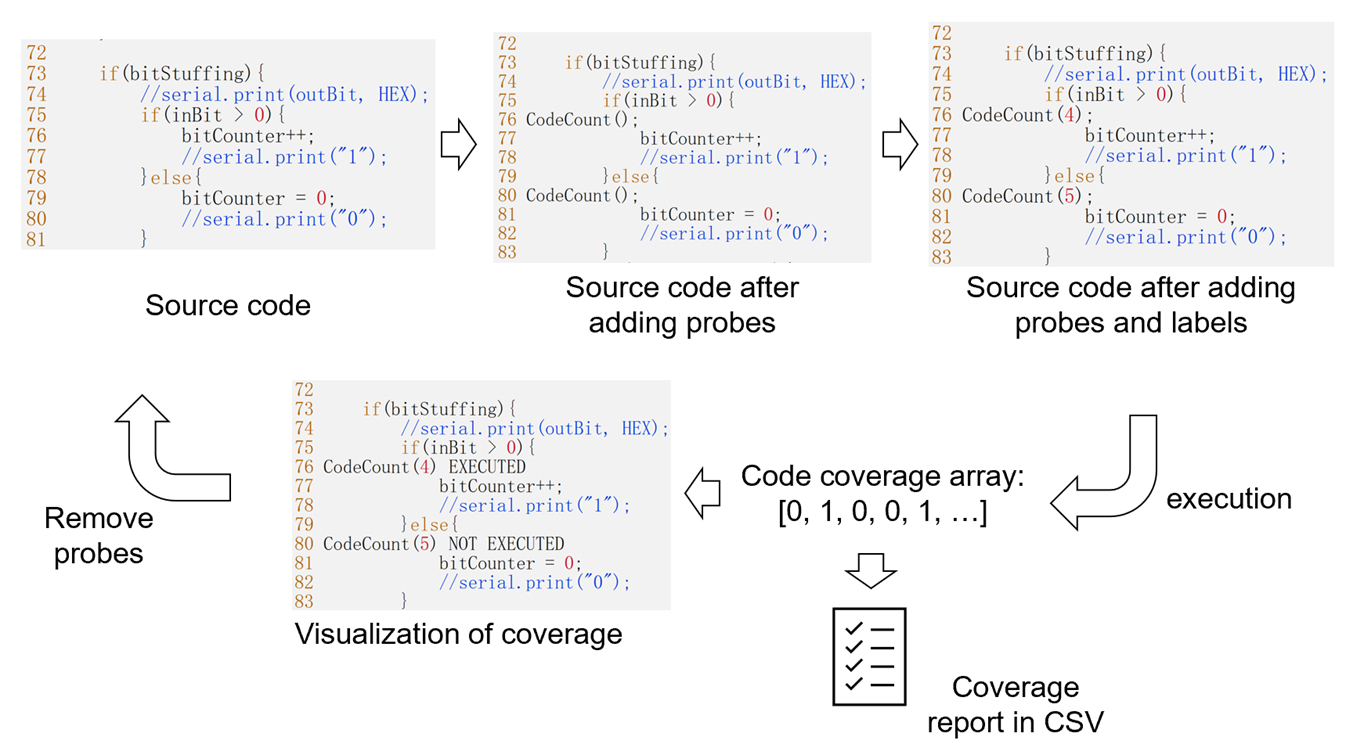 72
73 if(bitStuffing){
74 //serial.print(outBit, HEX);
75 if(inBit > 0){
76 bitCounter++;
77 //serial.print("1");
78 }else{
79 bitCounter = 0;
80 //serial.print("0");
81 }
Source code
72
73 if(bitStuffing){
74 //serial.print(outBit, HEX);
75 if(inBit > 0){
76 CodeCount();
77 bitCounter++;
78 //serial.print("1");
79 }else{
80 CodeCount();
81 bitCounter = 0;
82 //serial.print("0");
83 }
Source code after
adding probes
72
73 if(bitStuffing){
74 //serial.print(outBit, HEX);
75 if(inBit > 0){
76 CodeCount(4);
77 bitCounter++;
78 //serial.print("1");
79 }else{
80 CodeCount(5);
81 bitCounter = 0;
82 //serial.print("0");
83 }
Source code after adding
probes and labels
execution
Code coverage array:
[0, 1, 0, 0, 1, …]
Coverage
report in CSV
72
73 if(bitStuffing){
74 //serial.print(outBit, HEX);
75 if(inBit > 0){
76 CodeCount(4) EXECUTED
77 bitCounter++;
78 //serial.print("1");
79 }else{
80 CodeCount(5) NOT EXECUTED
81 bitCounter = 0;
82 //serial.print("0");
83 }
Visualization of coverage
Remove
probes